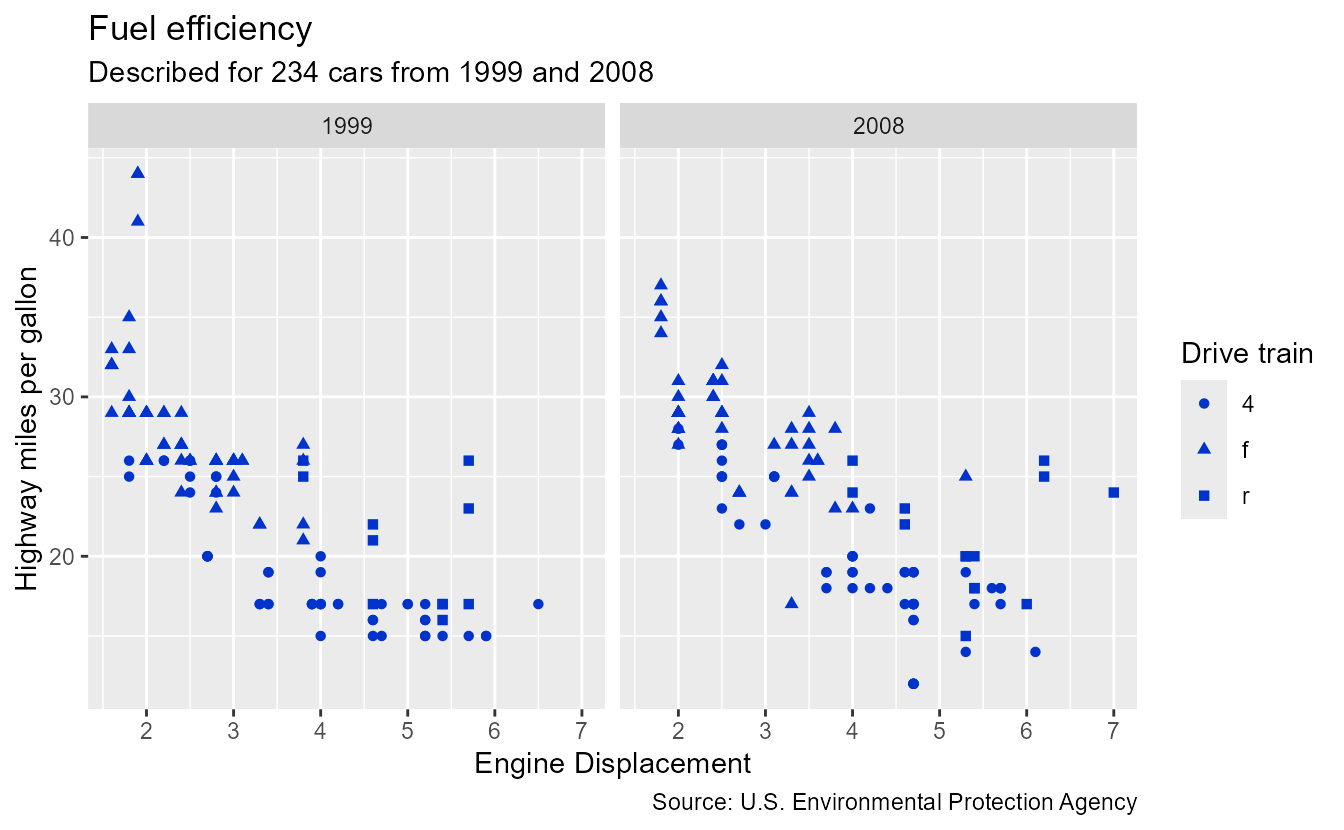 Fuel efficiency
Described for 234 cars from 1999 and 2008
1999 2008
Highway miles per gallon
40
30
20
2 3 4 5 6 7 2 3 4 5 6 7
Engine Displacement
Drive train
4
f
r
Source: U.S. Environmental Protection Agency